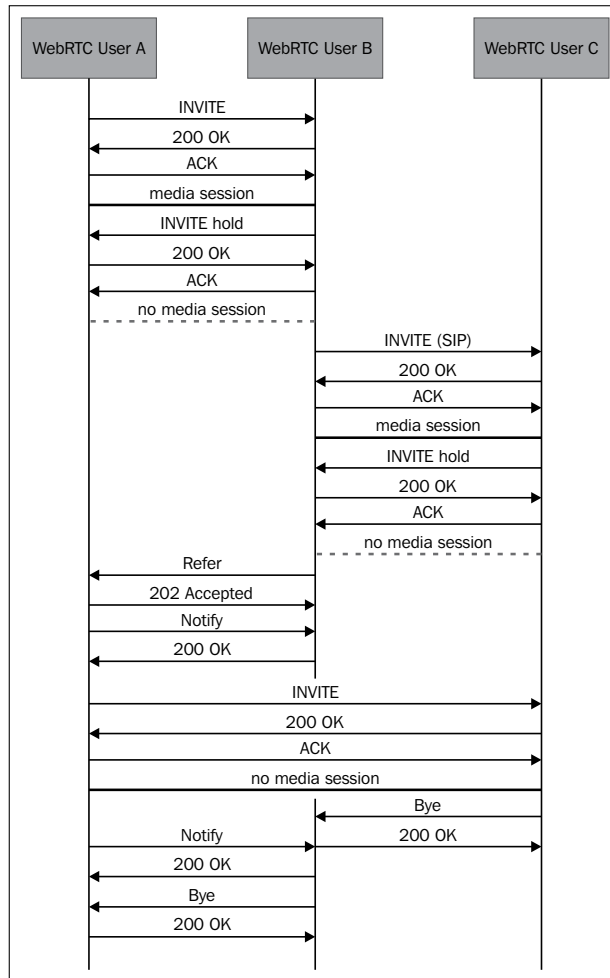 WebRTC User A
WebRTC User B
WebRTC User C
INVITE
200 OK
ACK
media session
INVITE hold
200 OK
ACK
no media session
INVITE (SIP)
200 OK
ACK
media session
INVITE hold
200 OK
ACK
no media session
Refer
202 Accepted
Notify
200 OK
INVITE
200 OK
ACK
no media session
Bye
Notify
200 OK
200 OK
Bye
200 OK